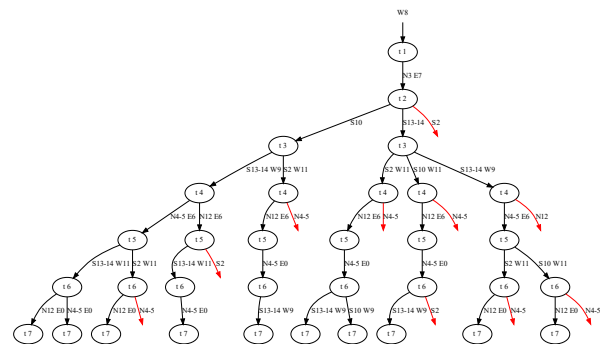 W8
t 1
N3 E7
t 2
S10 S13-14 S2
t 3 t 3
S13-14 W9 S2 W11 S2 W11 S10 W11 S13-14 W9
t 4 t 4 t 4 t 4 t 4
N4-5 E6 N12 E6 N12 E6 N4-5 N12 E6 N4-5 N12 E6 N4-5 N4-5 E6 N12
t 5 t 5 t 5 t 5 t 5 t 5
S13-14 W11 S2 W11 S13-14 W11 S2 N4-5 E0 N4-5 E0 N4-5 E0 S2 W11 S10 W11
t 6 t 6 t 6 t 6 t 6 t 6 t 6 t 6
N12 E0 N4-5 E0 N12 E0 N4-5 N4-5 E0 S13-14 W9 S13-14 W9 S10 W9 S13-14 W9 S2 N12 E0 N4-5 N12 E0 N4-5
t 7 t 7 t 7 t 7 t 7 t 7 t 7 t 7 t 7 t 7